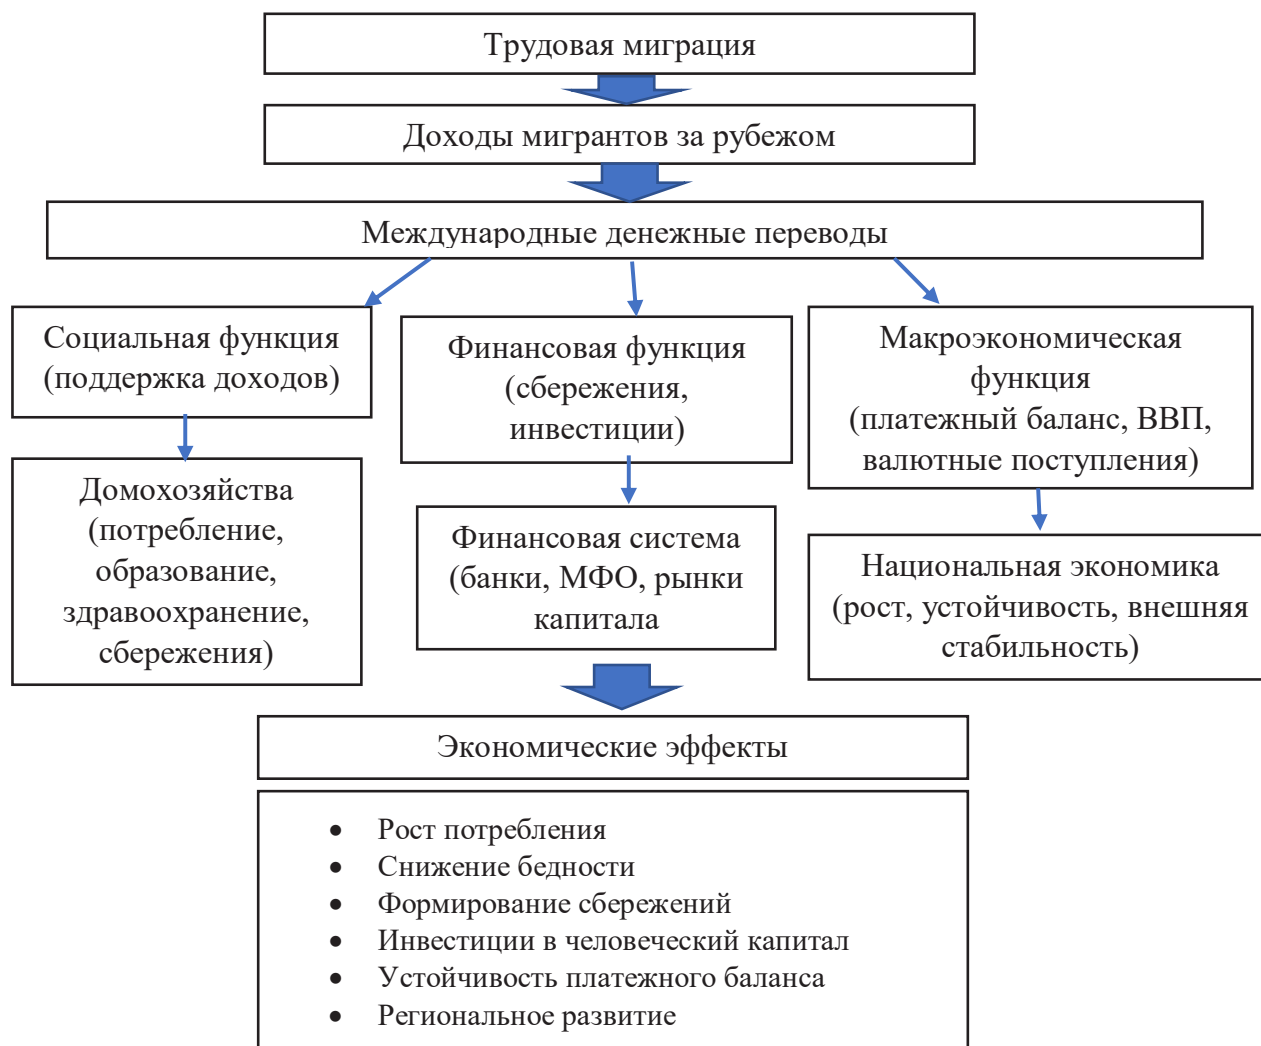 Трудовая миграция
Доходы мигрантов за рубежом
Международные денежные переводы
Социальная функция
(поддержка доходов)
Финансовая функция
(сбережения,
инвестиции)
Макроэкономическая
функция
(платежный баланс, ВВП,
валютные поступления)
Домохозяйства
(потребление,
образование,
здравоохранение,
сбережения)
Финансовая система
(банки, МФО, рынки
капитала
Национальная экономика
(рост, устойчивость, внешняя
стабильность)
Экономические эффекты
• Рост потребления
• Снижение бедности
• Формирование сбережений
• Инвестиции в человеческий капитал
• Устойчивость платежного баланса
• Региональное развитие